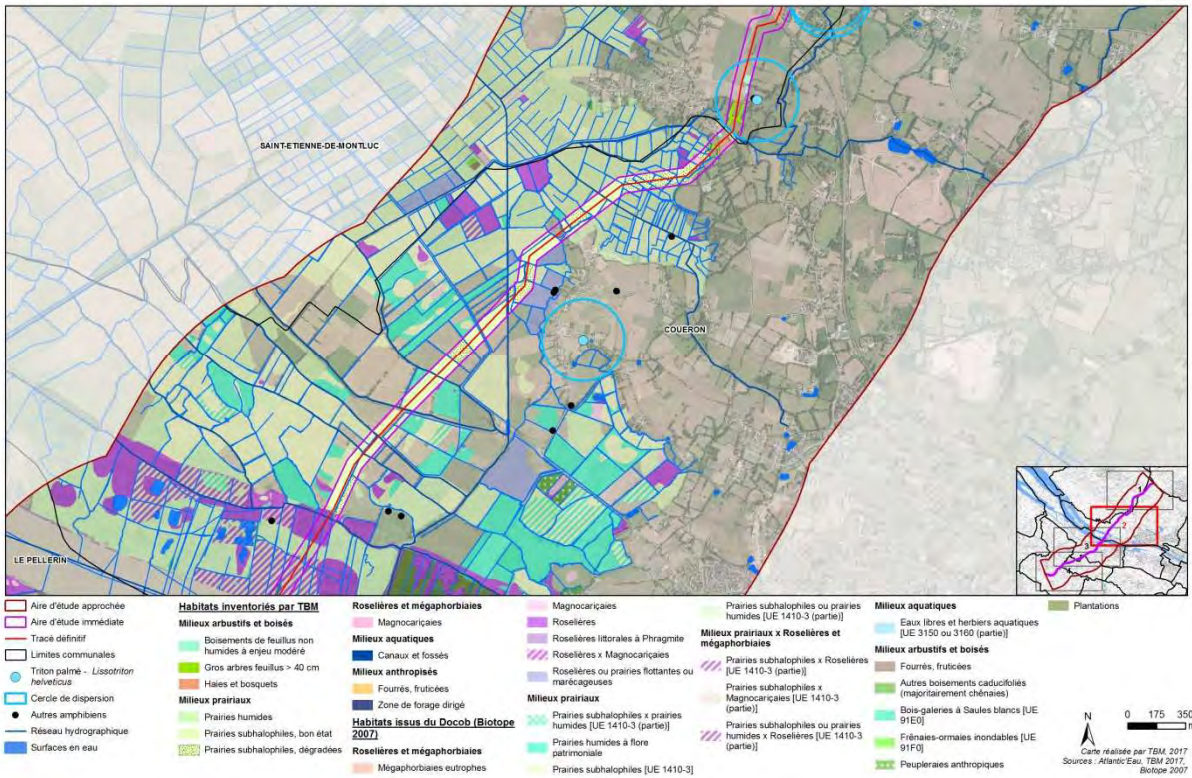 SAINT-ETIENNE-DE-MONTLUC
COUERON
LE PELLERIN
1
2
3
Aire d'étude approchée
Aire d'étude immédiate
Tracé définitif
Limites communales
Triton palmé - Lissotriton
helveticus
Cercle de dispersion
Autres amphibiens
Réseau hydrographique
Surfaces en eau
Habitats inventoriés par TBM
Milieux arbustifs et boisés
Boisements de feuillus non
humides à enjeu modéré
Gros arbres feuillus > 40 cm
Haies et bosquets
Milieux prairiaux
Prairies humides
Prairies subhalophiles, bon état
Prairies subhalophiles, dégradées
Roselières et mégaphorbiaies
Magnocariçaies
Milieux aquatiques
Canaux et fossés
Milieux anthropisés
Fourrés, fruticées
Zone de forage dirigé
Habitats issus du Docob (Biotope
2007)
Roselières et mégaphorbiaies
Mégaphorbiaies eutrophes
Magnocariçaies
Roselières
Roselières littorales à Phragmite
Roselières x Magnocariçaies
Roselières ou prairies flottantes ou
marécageuses
Milieux prairiaux
Prairies subhalophiles x prairies
humides [UE 1410-3 (partie)]
Prairies humides à flore
patrimoniale
Prairies subhalophiles [UE 1410-3]
Prairies subhalophiles ou prairies
humides [UE 1410-3 (partie)]
Milieux prairiaux x Roselières et
mégaphorbiaies
Prairies subhalophiles x Roselières
[UE 1410-3 (partie)]
Prairies subhalophiles x
Magnocariçaies [UE 1410-3
(partie)]
Prairies subhalophiles ou prairies
humides x Roselières [UE 1410-3
(partie)]
Milieux aquatiques
Eaux libres et herbiers aquatiques
[UE 3150 ou 3160 (partie)]
Milieux arbustifs et boisés
Fourrés, fruticées
Autres boisements caducifoliés
(majoritairement chênaies)
Bois-galeries à Saules blancs [UE
91E0]
Frênaies-ormaies inondables [UE
91F0]
Peupleraies anthropiques
Plantations
N
0 175 350
m
Carte réalisée par TBM, 2017
Sources : Atlantic'Eau, TBM 2017,
Biotope 2007